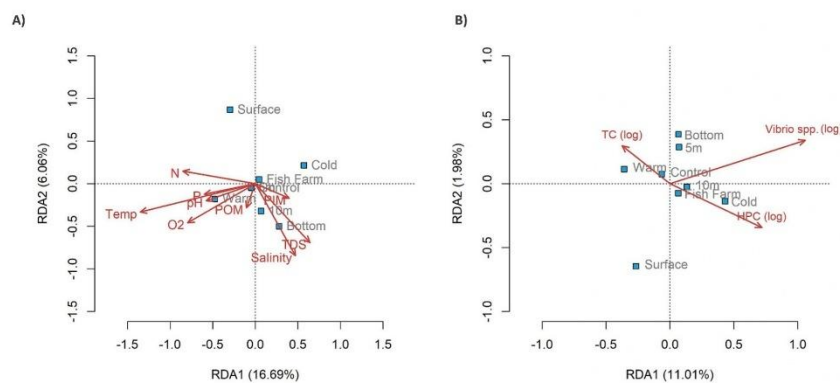 A)
B)
1.5
1.0
0.5
0.0
-0.5
-1.0
-1.5
RDA2 (6.06%)
Surface
Cold
N
Fish Farm
P
pH
PIM
Warm
POM
10m
Temp
O2
Bottom
TDS
Salinity
-1.5 -1.0 -0.5 0.0 0.5 1.0 1.5
RDA1 (16.69%)
1.0
0.5
0.0
-0.5
-1.0
RDA2 (1.98%)
TC (log)
Bottom
Vibrio spp. (log
5m
Warm
Control
10m
Fish Farm
Cold
HPC (log)
Surface
-1.0 -0.5 0.0 0.5 1.0
RDA1 (11.01%)